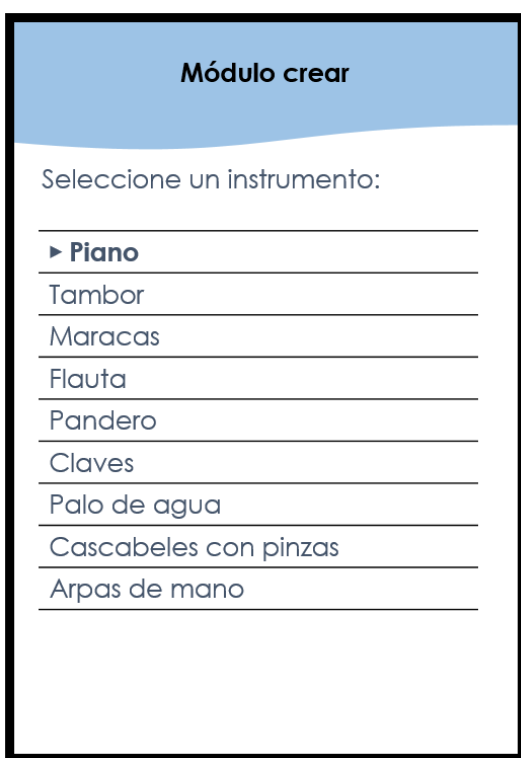 Módulo crear
Seleccione un instrumento:
▸ Piano
Tambor
Maracas
Flauta
Pandero
Claves
Palo de agua
Cascabeles con pinzas
Arpas de mano